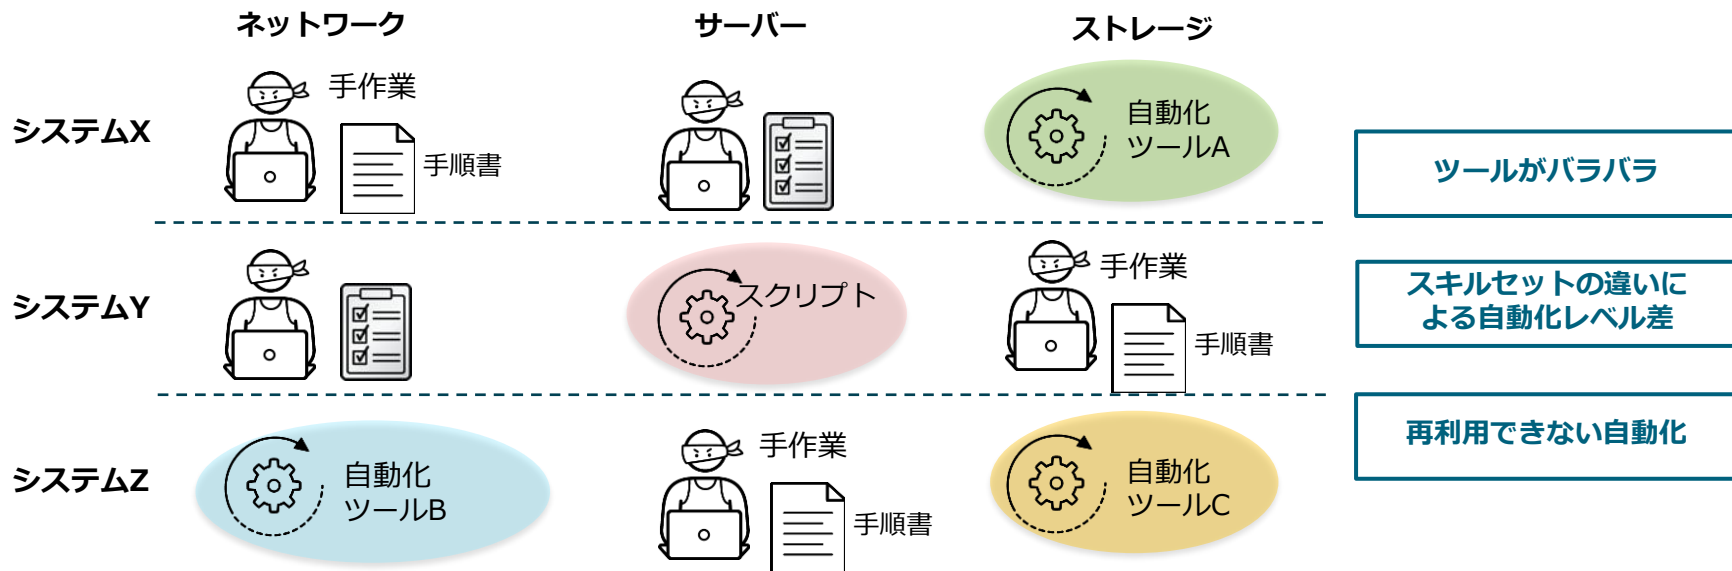 ネットワーク
サーバー
ストレージ
システムX
手作業
手順書
自動化
ツールA
システムY
スクリプト
手作業
手順書
システムZ
自動化
ツールB
手作業
手順書
自動化
ツールC
ツールがバラバラ
スキルセットの違いに
よる自動化レベル差
再利用できない自動化